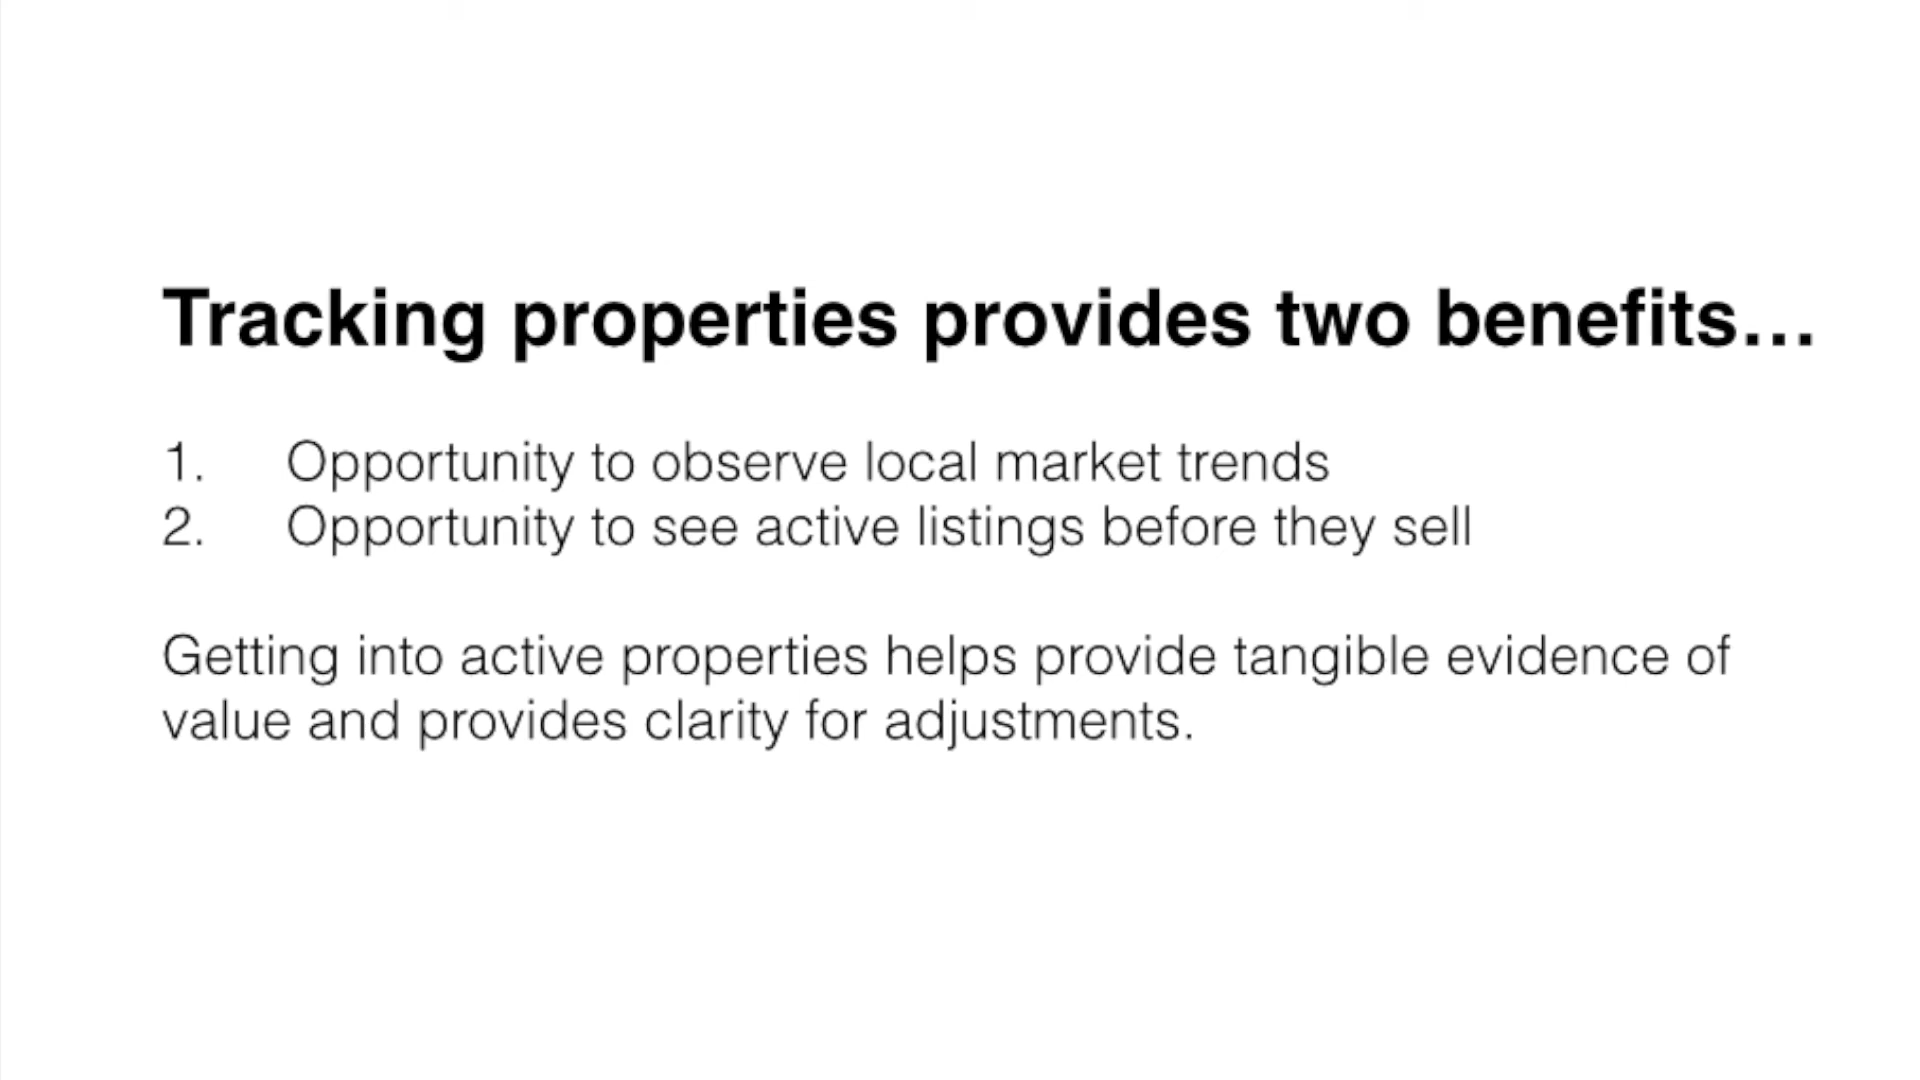 Tracking properties provides two benefits...
1. Opportunity to observe local market trends
2. Opportunity to see active listings before they sell
Getting into active properties helps provide tangible evidence of
value and provides clarity for adjustments.